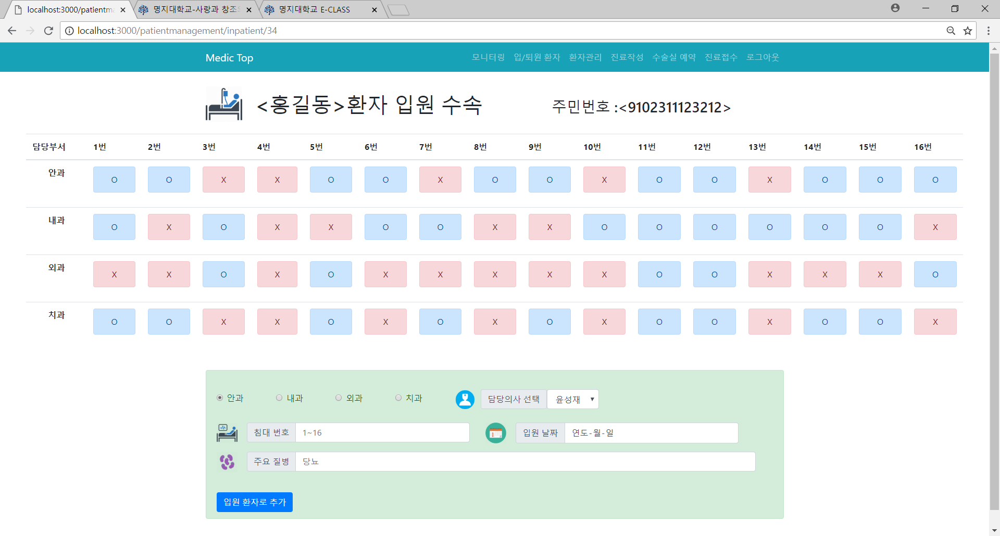 localhost:3000/patientm
명지대학교-사랑과 창조의
명지대학교 E-CLASS
localhost:3000/patientmanagement/inpatient/34
Medic Top 모니터링 입/퇴원 환자 환자관리 진료작성 수술실 예약 진료접수 로그아웃
<홍길동>환자 입원 수속 주민번호 :<9102311123212>
담당부서 1번 2번 3번 4번 5번 6번 7번 8번 9번 10번 11번 12번 13번 14번 15번 16번
안과 O O X X O O X O O X O O X O O O
내과 O X O X X O O X X O O O O O O X
외과 X X O X O X X X X X O O X X X O
치과 O O X X O X O X O X O O X O O X
안과 내과 외과 치과 담당의사 선택 윤성재
침대 번호 1~16 입원 날짜 연도-월-일
주요 질병 당뇨
입원 환자로 추가